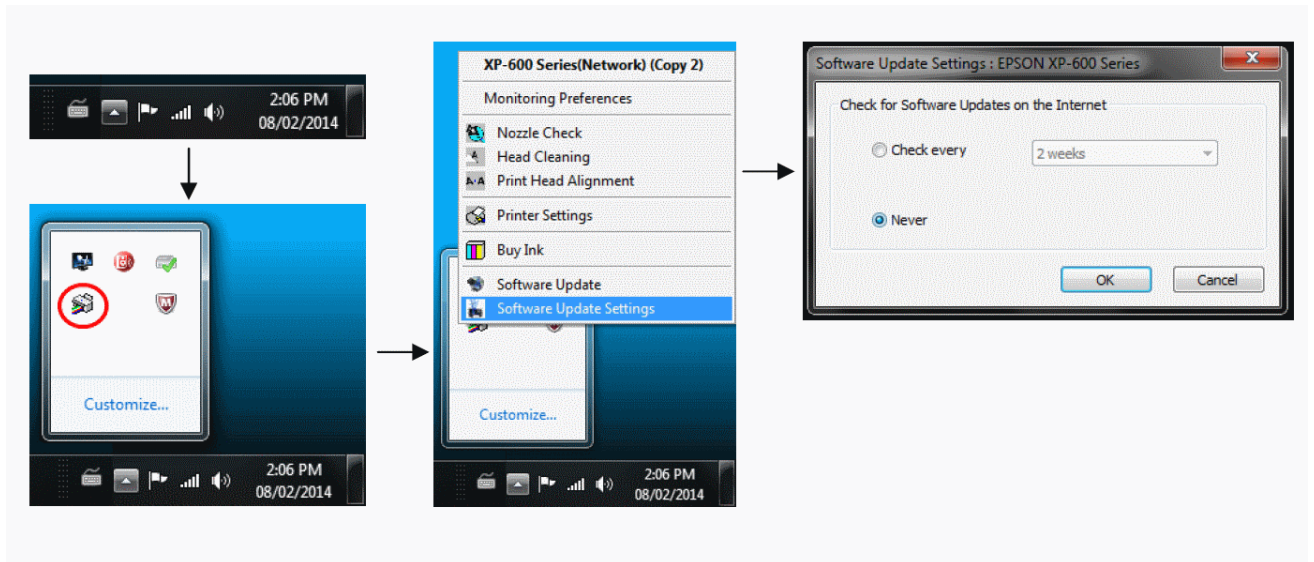 2:06 PM
08/02/2014
Customize...
2:06 PM
08/02/2014
XP-600 Series(Network) (Copy 2)
Monitoring Preferences
Nozzle Check
Head Cleaning
A-A Print Head Alignment
Printer Settings
Buy Ink
Software Update
Software Update Settings
Customize...
2:06 PM
08/02/2014
Software Update Settings : EPSON XP-600 Series
Check for Software Updates on the Internet
Check every 2 weeks
Never
OK Cancel